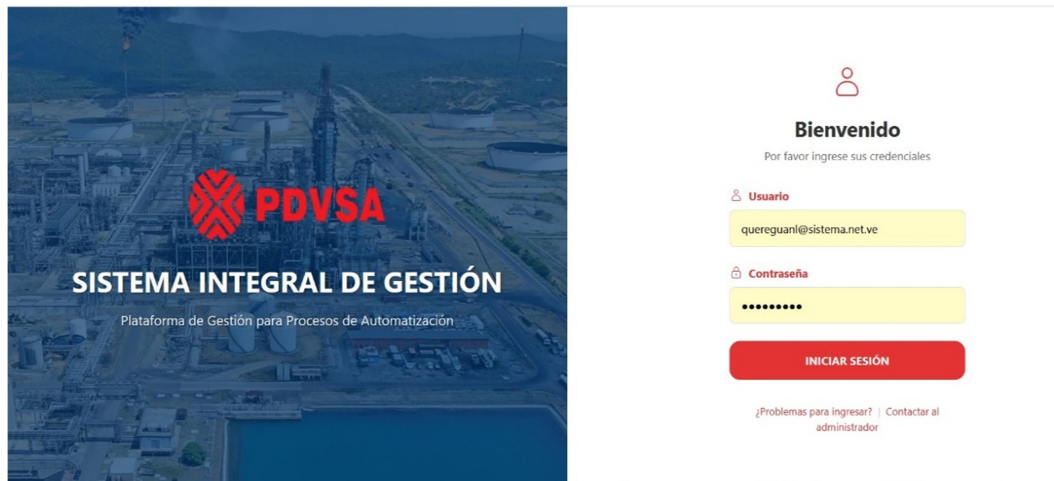 PDVSA
SISTEMA INTEGRAL DE GESTIÓN
Plataforma de Gestión para Procesos de Automatización
Bienvenido
Por favor ingrese sus credenciales
Usuario
quereguanl@sistema.net.ve
Contraseña
•••••••••
INICIAR SESIÓN
¿Problemas para ingresar? | Contactar al
administrador